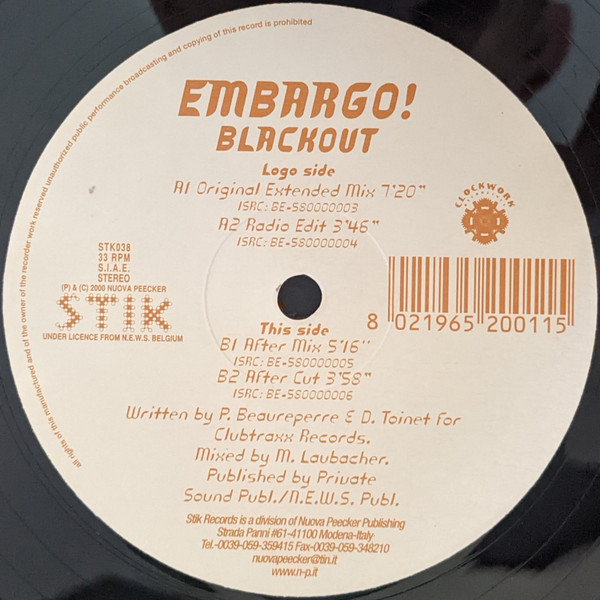 all rights of this manufactured and of the owner of the recorder work reserved unauthorized public performance broadcasting and copying of this record is prohibited
EMBARGO!
BLACKOUT
Logo side
A1 Original Extended Mix 7'20"
ISRC: BE-S80000003
A2 Radio Edit 3'46"
ISRC: BE-S80000004
CLOCKWORK
STK038
33 RPM
S.I.A.E.
STEREO
(P) & (C) 2000 NUOVA PEECKER
STIK
UNDER LICENCE FROM N.E.W.S. BELGIUM
8 021965 200115
This side
B1 After Mix 5'16''
ISRC: BE-S80000005
B2 After Cut 3'58"
ISRC: BE-S80000006
Written by P. Beaureperre & D. Toinet For
Clubtraxx Records.
Mixed by M. Laubacher.
Published by Private
Sound Publ./N.E.W.S. Publ.
Stik Records is a division of Nuova Peecker Publishing
Strada Panni #61-41100 Modena-Italy
Tel.-0039-059-359415 Fax-0039-059-348210
nuovapeecker@tin.it
www.n-p.it